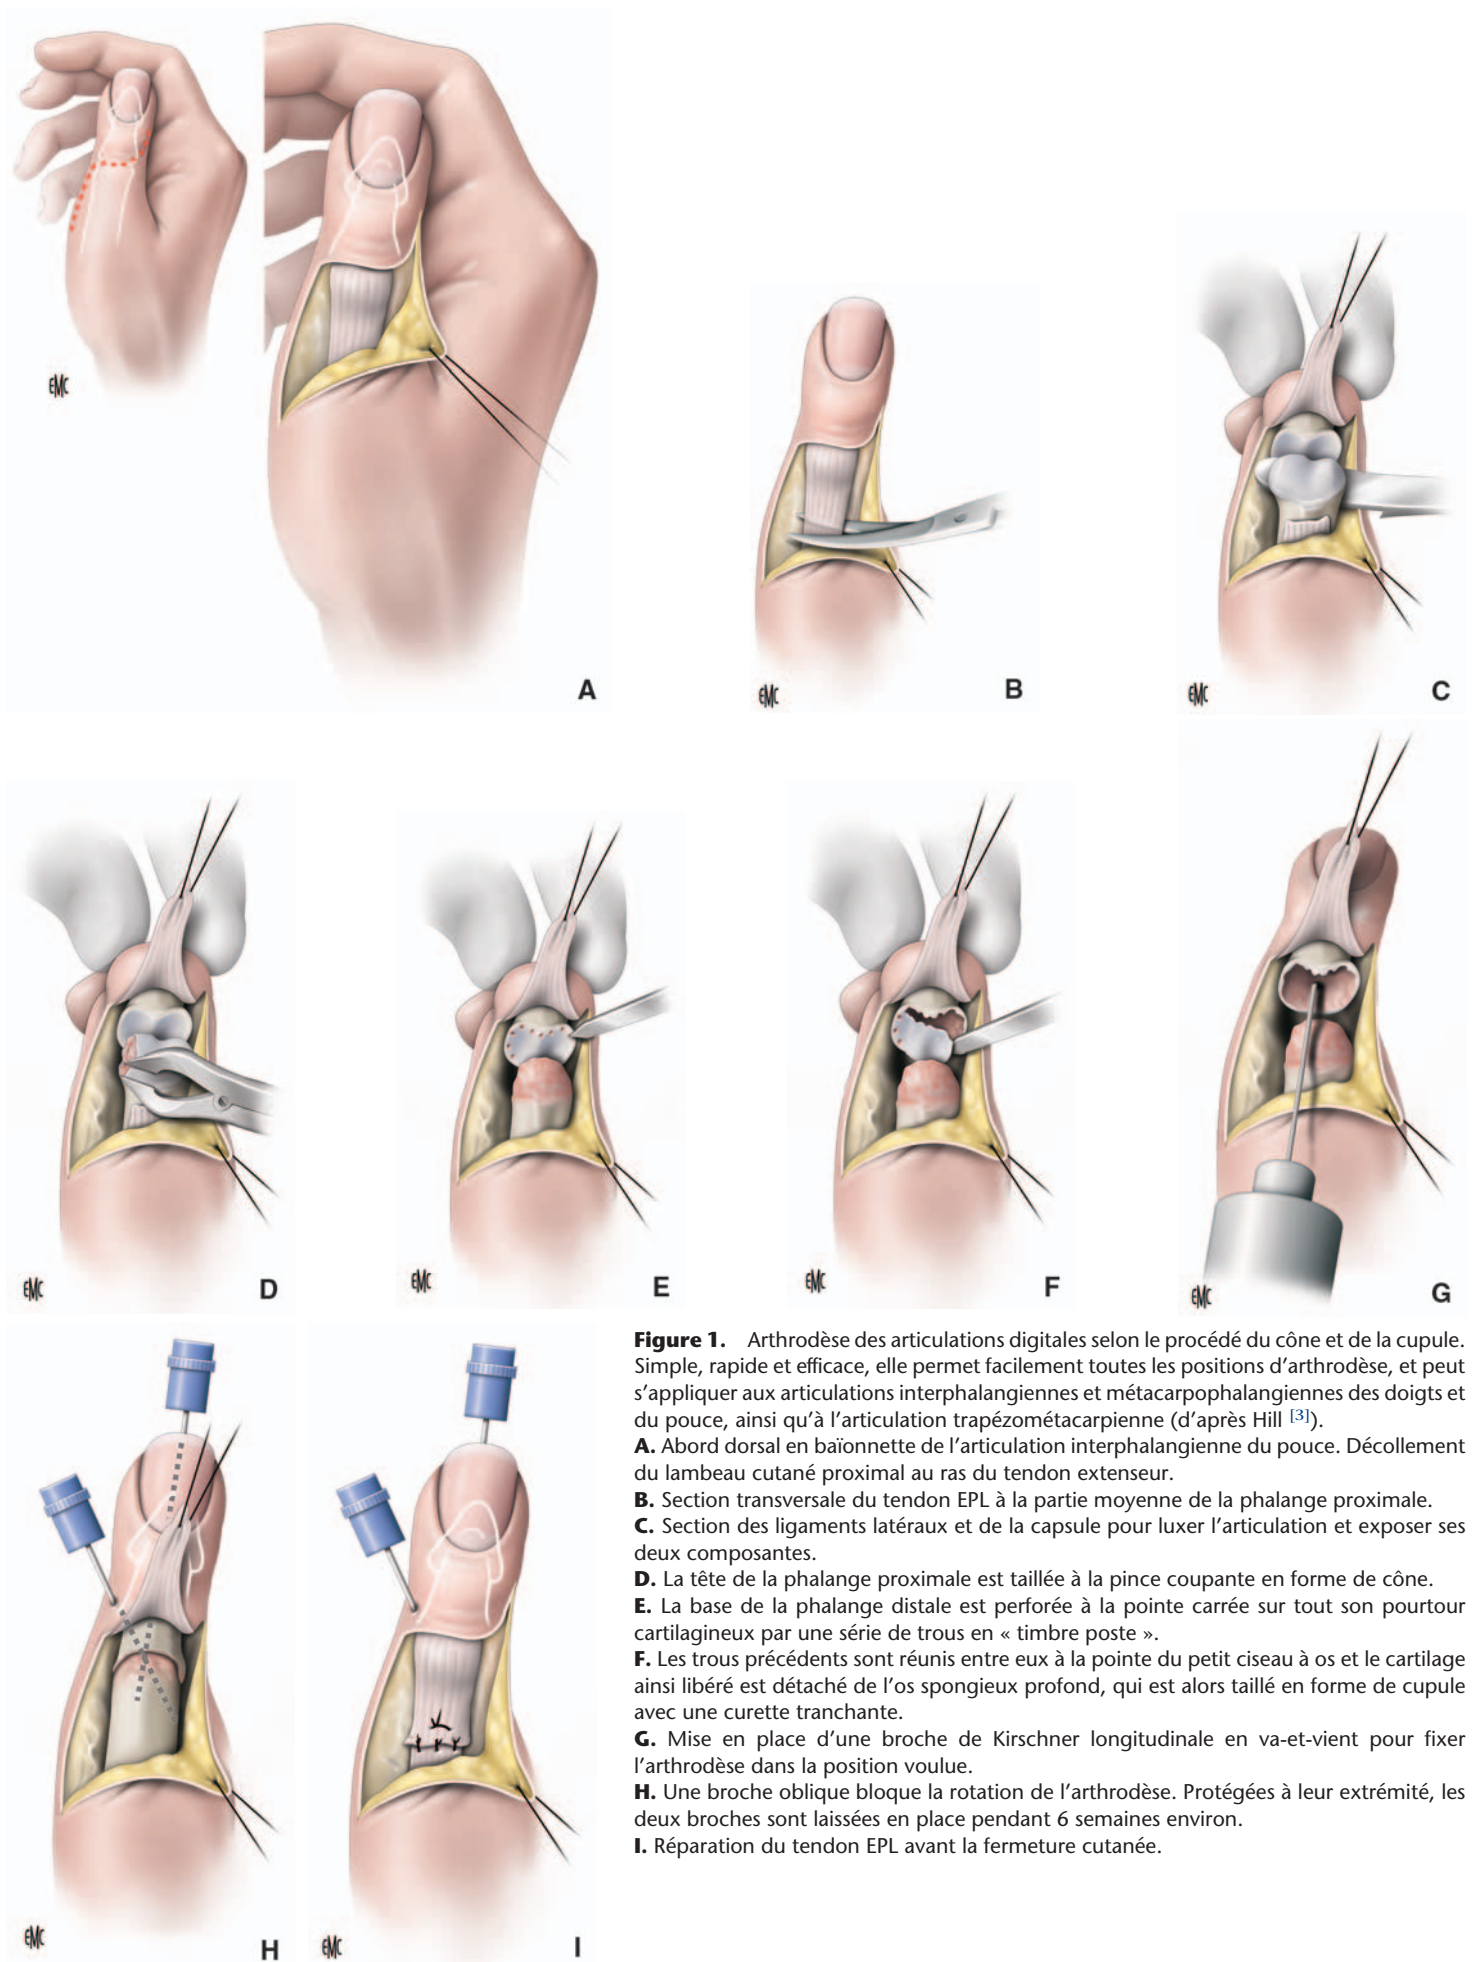 EMC
A
EMC
B
EMC
C
EMC
D
EMC
E
EMC
F
EMC
G
EMC
H
EMC
I
Figure 1. Arthrodèse des articulations digitales selon le procédé du cône et de la cupule.
Simple, rapide et efficace, elle permet facilement toutes les positions d’arthrodèse, et peut
s’appliquer aux articulations interphalangiennes et métacarpophalangiennes des doigts et
du pouce, ainsi qu’à l’articulation trapézométacarpienne (d’après Hill [3]).
A. Abord dorsal en baïonnette de l’articulation interphalangienne du pouce. Décollement
du lambeau cutané proximal au ras du tendon extenseur.
B. Section transversale du tendon EPL à la partie moyenne de la phalange proximale.
C. Section des ligaments latéraux et de la capsule pour luxer l’articulation et exposer ses
deux composantes.
D. La tête de la phalange proximale est taillée à la pince coupante en forme de cône.
E. La base de la phalange distale est perforée à la pointe carrée sur tout son pourtour
cartilagineux par une série de trous en « timbre poste ».
F. Les trous précédents sont réunis entre eux à la pointe du petit ciseau à os et le cartilage
ainsi libéré est détaché de l’os spongieux profond, qui est alors taillé en forme de cupule
avec une curette tranchante.
G. Mise en place d’une broche de Kirschner longitudinale en va-et-vient pour fixer
l’arthrodèse dans la position voulue.
H. Une broche oblique bloque la rotation de l’arthrodèse. Protégées à leur extrémité, les
deux broches sont laissées en place pendant 6 semaines environ.
I. Réparation du tendon EPL avant la fermeture cutanée.